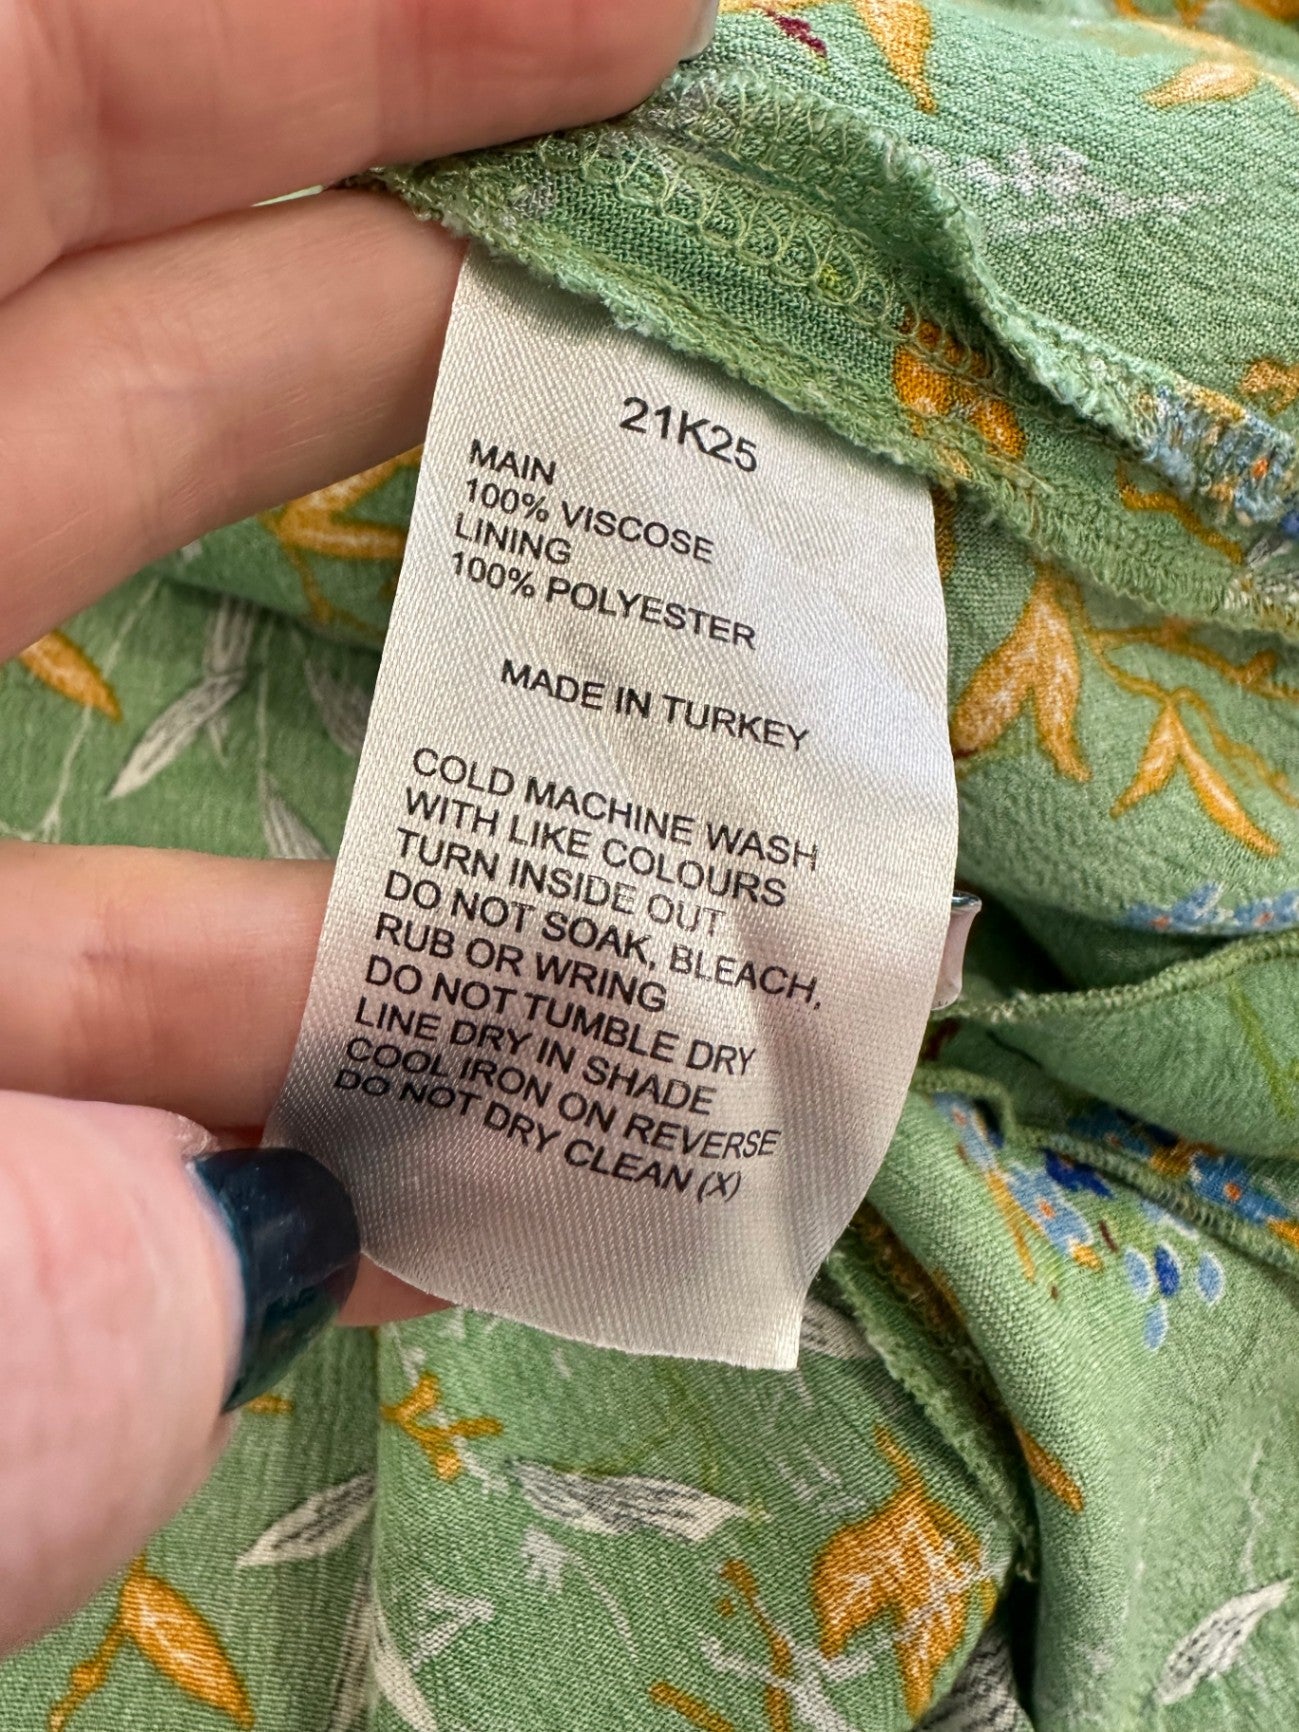 21K25
MAIN
100% VISCOSE
LINING
100% POLYESTER
MADE IN TURKEY
COLD MACHINE WASH
WITH LIKE COLOURS
TURN INSIDE OUT
DO NOT SOAK, BLEACH,
RUB OR WRING
DO NOT TUMBLE DRY
LINE DRY IN SHADE
COOL IRON ON REVERSE
DO NOT DRY CLEAN (X)